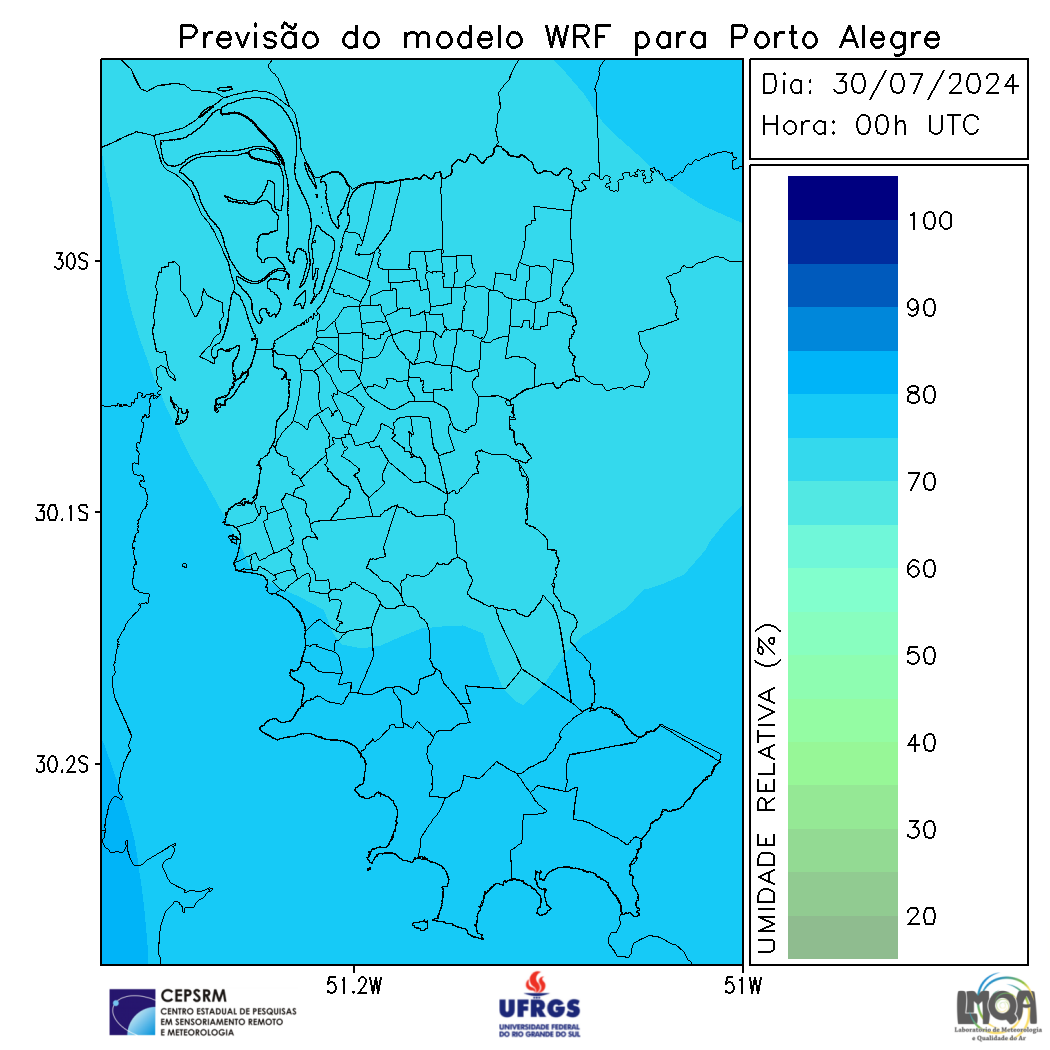 Previsão do modelo WRF para Porto Alegre
Dia: 30/07/2024
Hora: 00h UTC
30S
30.1S
30.2S
51.2W
51W
100
90
80
70
60
50
40
30
20
UMIDADE RELATIVA (%)
CEPSRM
CENTRO ESTADUAL DE PESQUISAS
EM SENSORIAMENTO REMOTO
E METEOROLOGIA
UFRGS
UNIVERSIDADE FEDERAL
DO RIO GRANDE DO SUL
LMQA
Laboratório de Meteorologia
e Qualidade do Ar